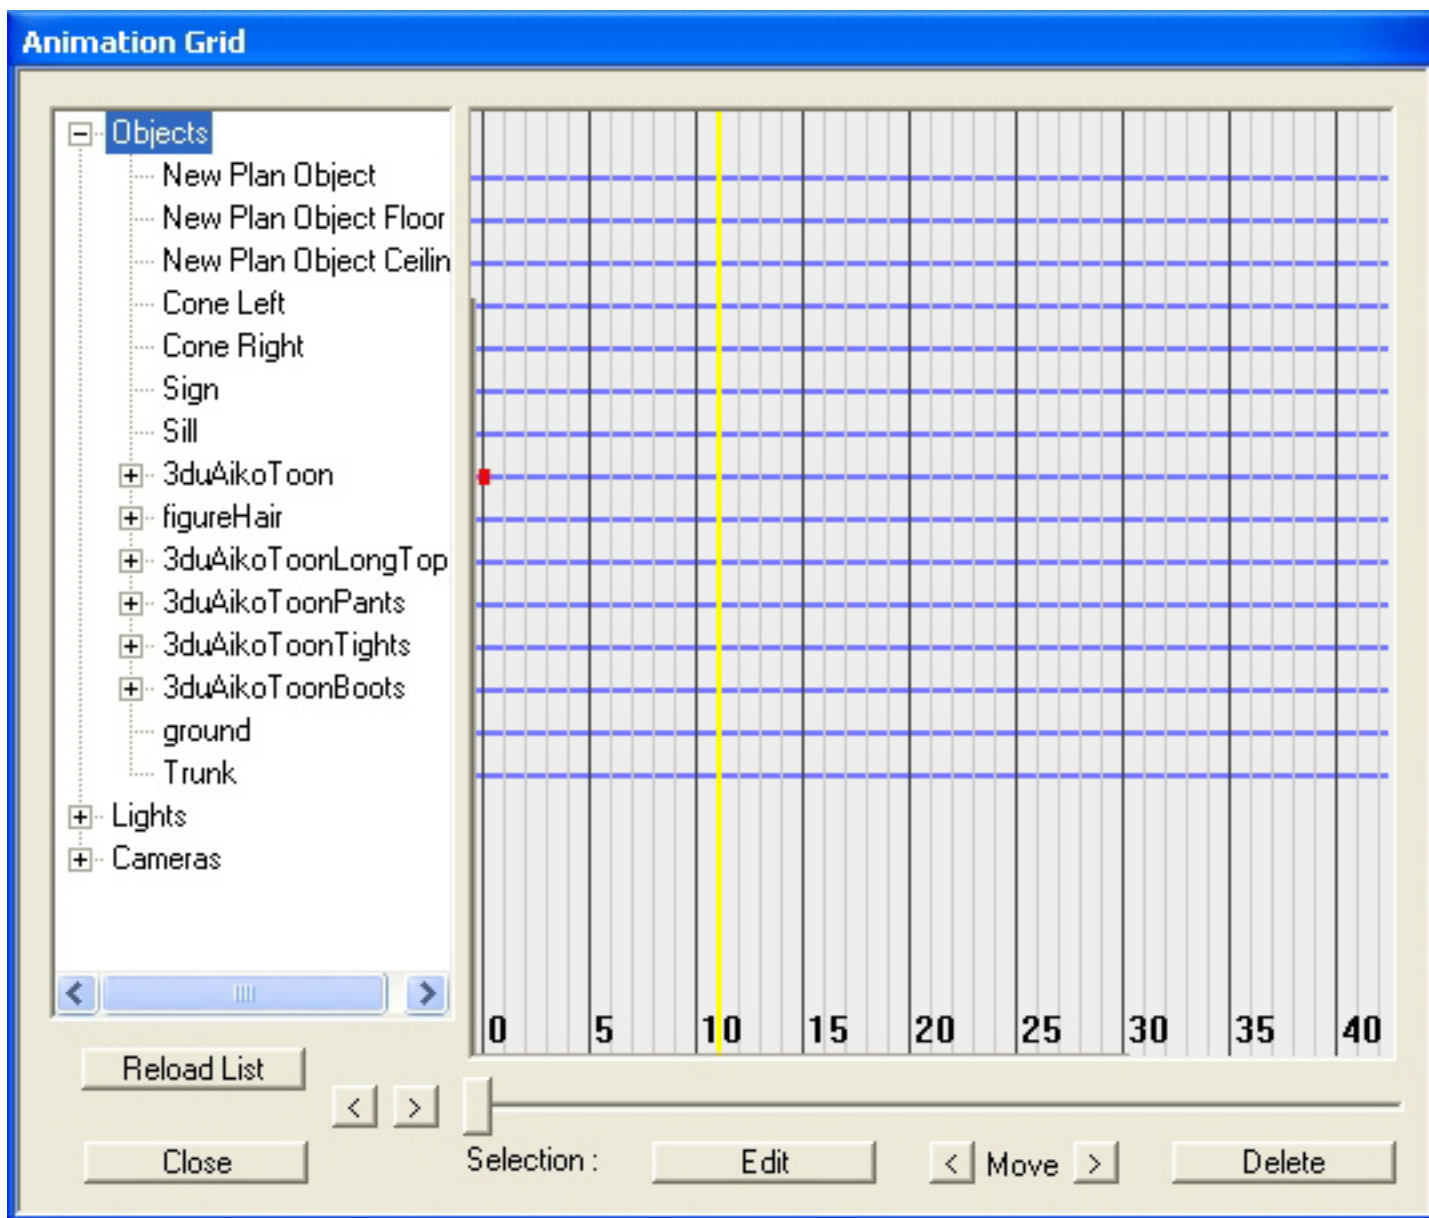 Animation Grid
Objects
New Plan Object
New Plan Object Floor
New Plan Object Ceilin
Cone Left
Cone Right
Sign
Sill
3duAikoToon
figureHair
3duAikoToonLongTop
3duAikoToonPants
3duAikoToonTights
3duAikoToonBoots
ground
Trunk
Lights
Cameras
0 5 10 15 20 25 30 35 40
Reload List
< >
Close Selection : Edit < Move > Delete